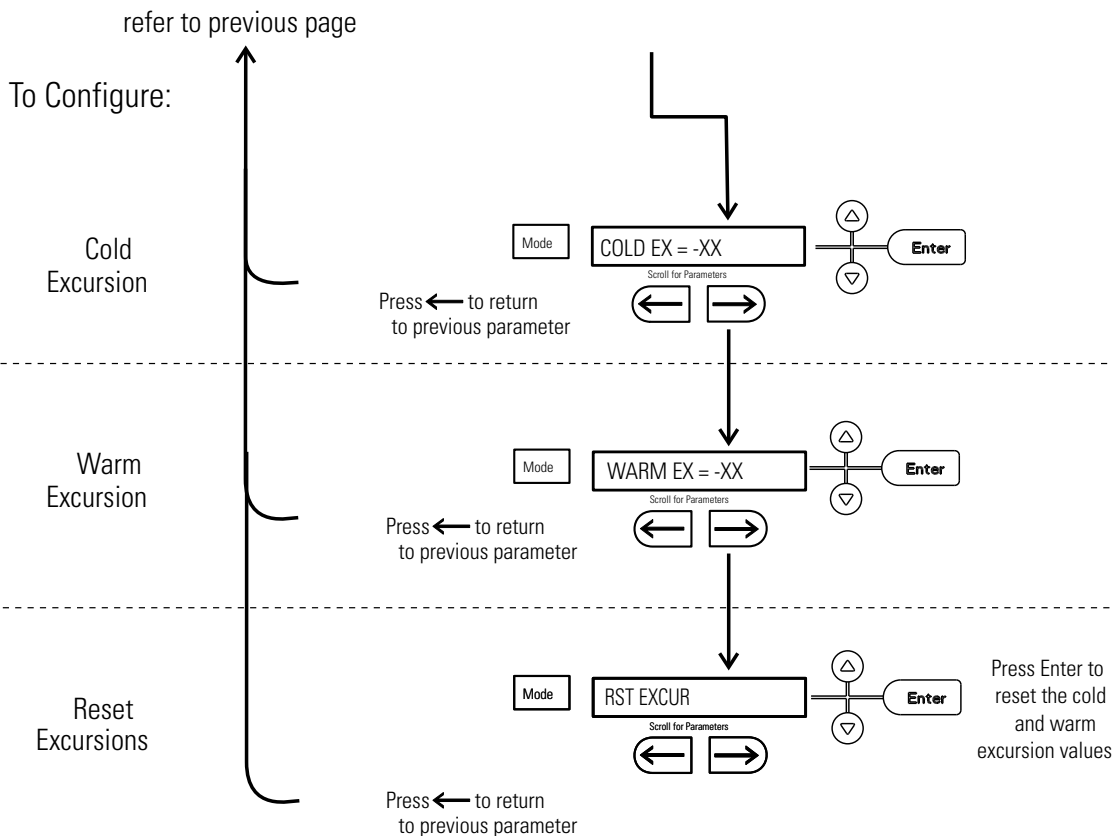 refer to previous page
To Configure:
Cold
Excursion
Mode
COLD EX = -XX
Enter
Scroll for Parameters
Press ← to return
to previous parameter
Warm
Excursion
Mode
WARM EX = -XX
Enter
Scroll for Parameters
Press ← to return
to previous parameter
Reset
Excursions
Mode
RST EXCUR
Enter
Scroll for Parameters
Press Enter to
reset the cold
and warm
excursion values
Press ← to return
to previous parameter